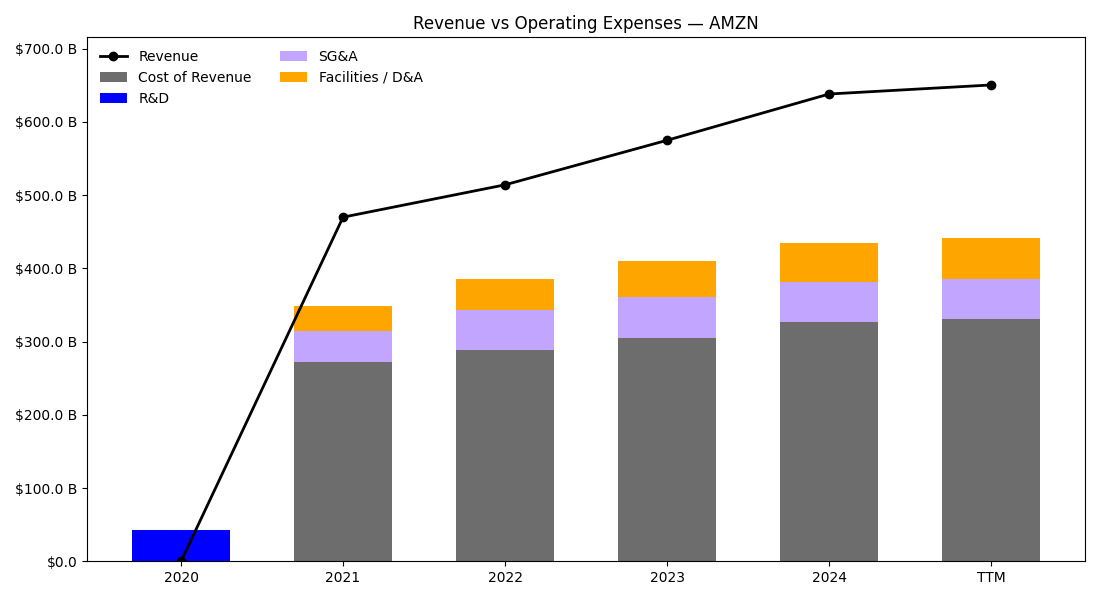 Revenue vs Operating Expenses — AMZN
$700.0 B
$600.0 B
$500.0 B
$400.0 B
$300.0 B
$200.0 B
$100.0 B
$0.0
Revenue
Cost of Revenue
R&D
SG&A
Facilities / D&A
2020 2021 2022 2023 2024 TTM